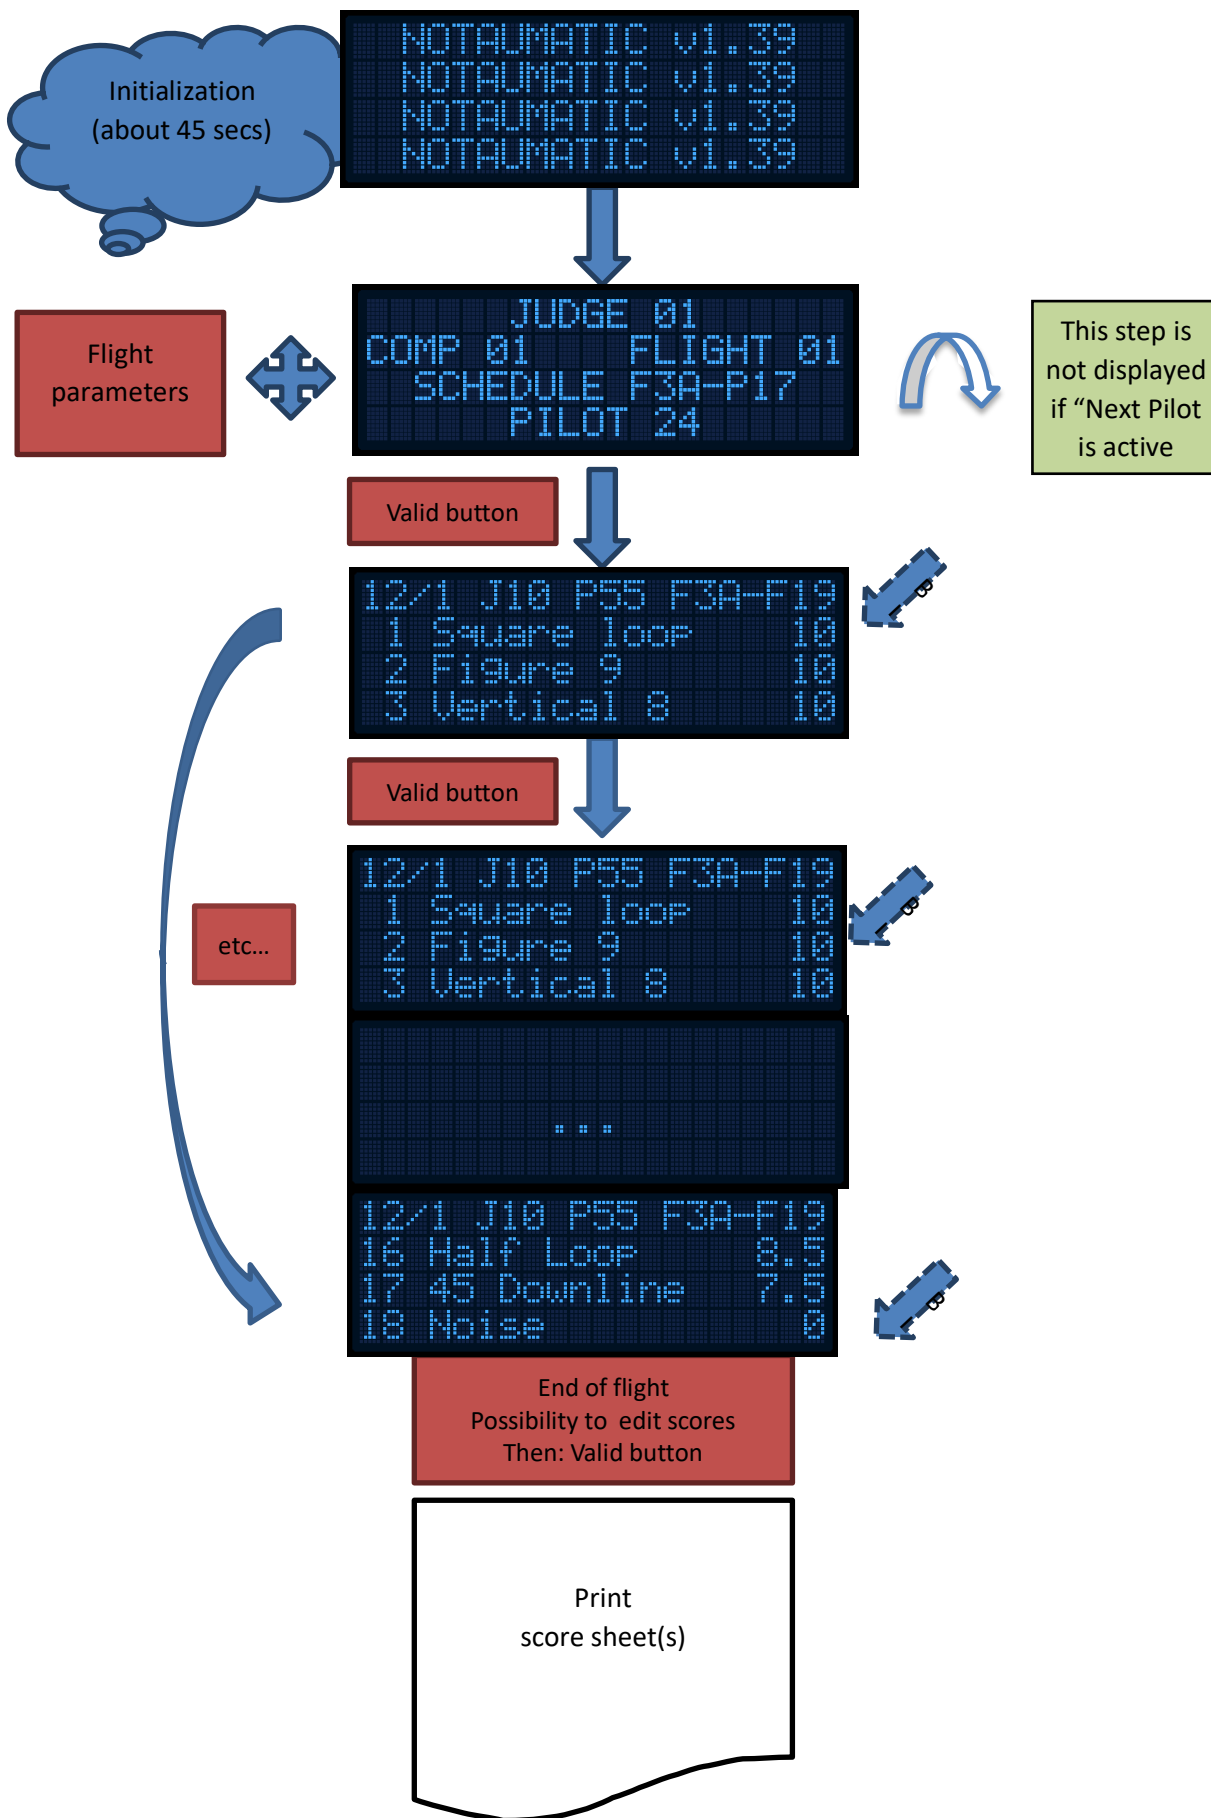 Initialization
(about 45 secs)
NOTAUMATIC v1.39
NOTAUMATIC v1.39
NOTAUMATIC v1.39
NOTAUMATIC v1.39
Flight
parameters
JUDGE 01
COMP 01 FLIGHT 01
SCHEDULE F3A-P17
PILOT 24
This step is
not displayed
if “Next Pilot
is active
Valid button
12/1 J10 P55 F3A-F19
1 Square loop 10
2 Figure 9 10
3 Vertical 8 10
Valid button
12/1 J10 P55 F3A-F19
1 Square loop 10
2 Figure 9 10
3 Vertical 8 10
etc…
...
12/1 J10 P55 F3A-F19
16 Half Loop 8.5
17 45 Downline 7.5
18 Noise 0
End of flight
Possibility to edit scores
Then: Valid button
Print
score sheet(s)